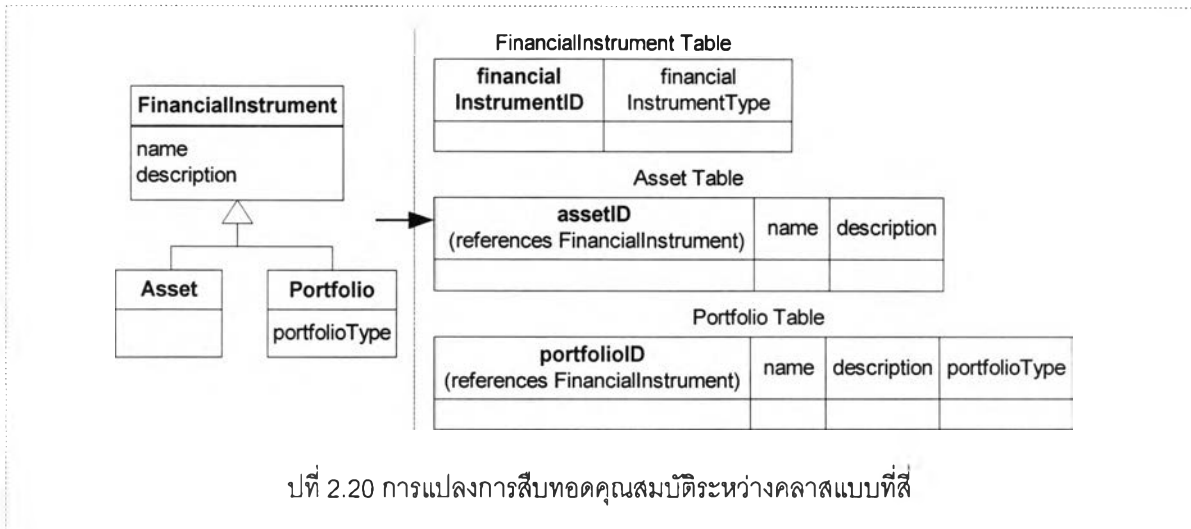 FinancialInstrument
name
description
Asset
Portfolio
portfolioType
FinancialInstrument Table
financial
InstrumentID
financial
InstrumentType
Asset Table
assetID
(references FinancialInstrument)
name
description
Portfolio Table
portfolioID
(references FinancialInstrument)
name
description
portfolioType
ปที่ 2.20 การแปลงการสืบทอดคุณสมบัติระหว่างคลาสแบบที่สี่